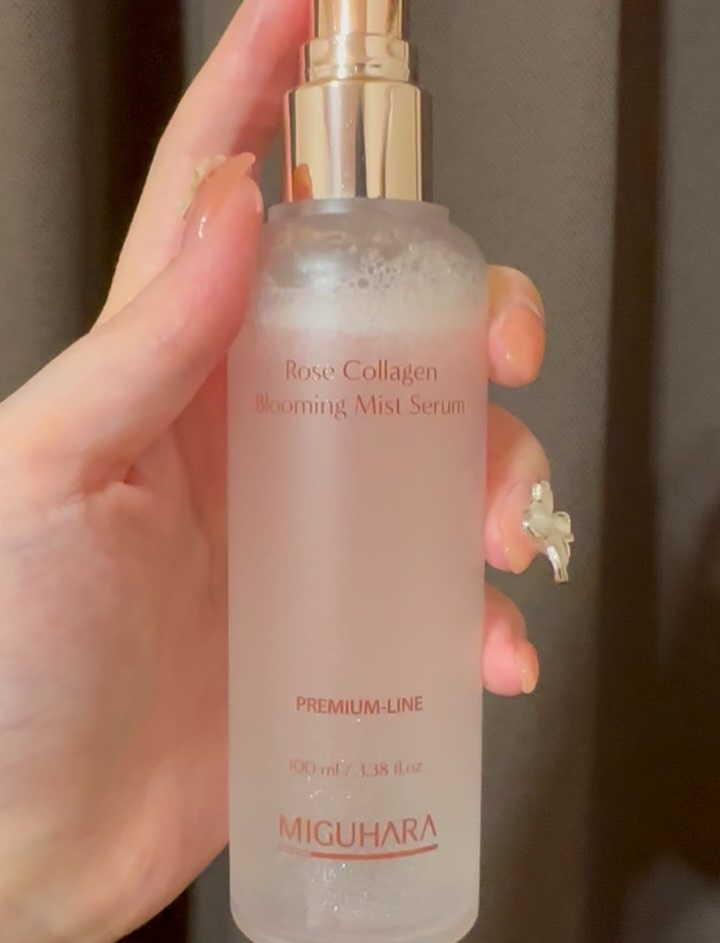 Rose Collagen
Blooming Mist Serum
PREMIUM-LINE
100 ml / 3.38 fl.oz
MIGUHARA